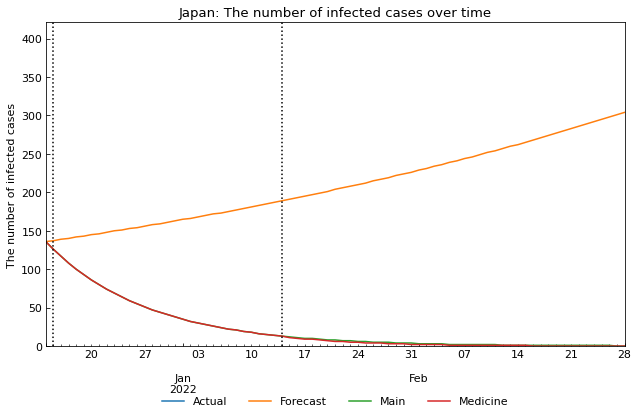 Japan: The number of infected cases over time
The number of infected cases
400
350
300
250
200
150
100
50
0
20 27 03 10 17 24 31 07 14 21 28
Jan Feb
2022
Actual Forecast Main Medicine